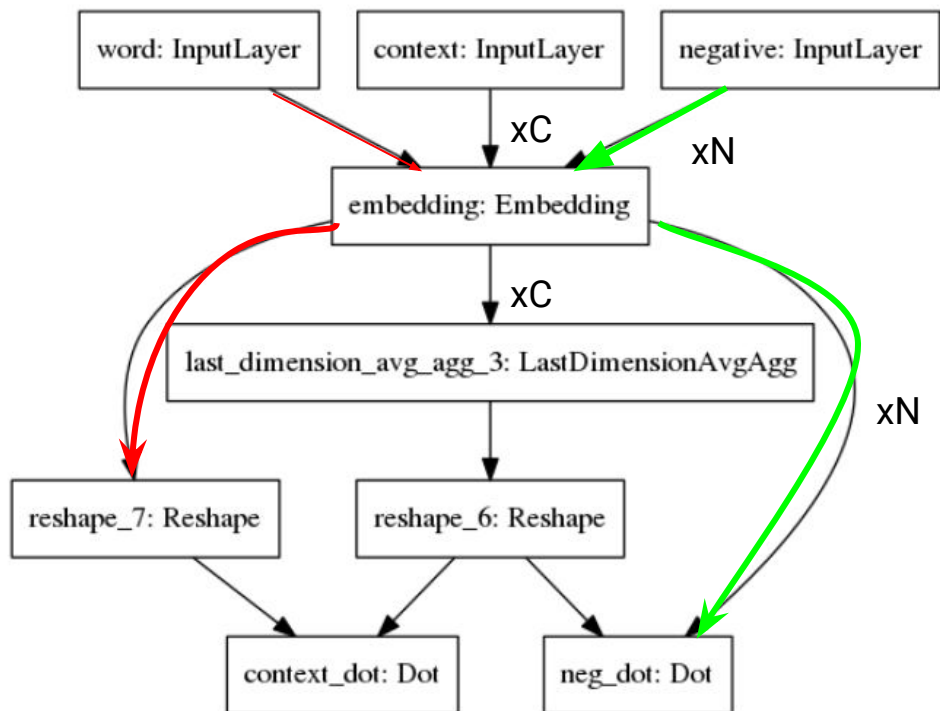 word: InputLayer
context: InputLayer
negative: InputLayer
xC
xN
embedding: Embedding
xC
last_dimension_avg_agg_3: LastDimensionAvgAgg
xN
reshape_7: Reshape
reshape_6: Reshape
context_dot: Dot
neg_dot: Dot